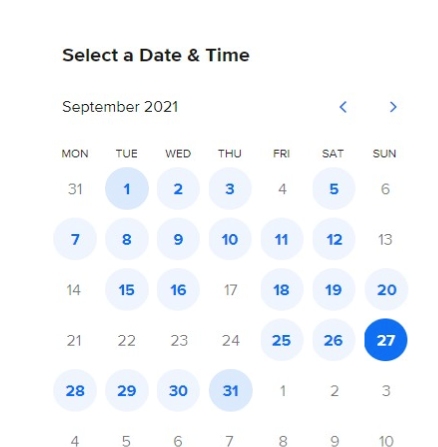 Select a Date & Time
September 2021
MON TUE WED THU FRI SAT SUN
31 1 2 3 4 5 6
7 8 9 10 11 12 13
14 15 16 17 18 19 20
21 22 23 24 25 26 27
28 29 30 31 1 2 3
4 5 6 7 8 9 10